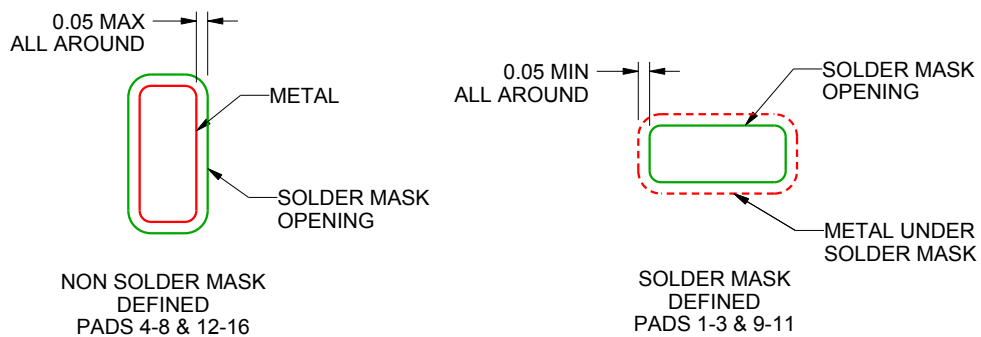 0.05 MAX
ALL AROUND
METAL
SOLDER MASK
OPENING
NON SOLDER MASK
DEFINED
PADS 4-8 & 12-16
0.05 MIN
ALL AROUND
SOLDER MASK
OPENING
METAL UNDER
SOLDER MASK
SOLDER MASK
DEFINED
PADS 1-3 & 9-11